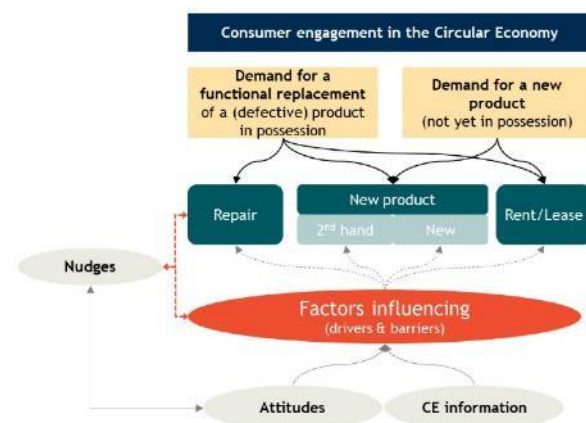 Consumer engagement in the Circular Economy
Demand for a
functional replacement
of a (defective) product
in possession
Demand for a new
product
(not yet in possession)
Repair
New product
2nd hand
New
Rent/Lease
Nudges
Factors influencing
(drivers & barriers)
Attitudes
CE information